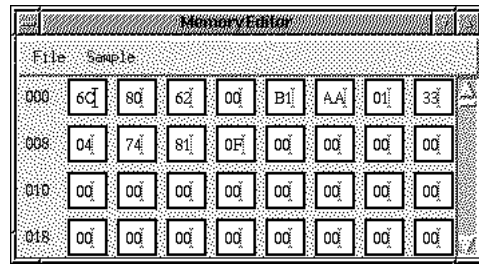 MemoryEditor
File Sample
000 6C 80 62 00 B1 AA 01 33
008 04 74 81 0F 00 00 00 00
010 00 00 00 00 00 00 00 00
018 00 00 00 00 00 00 00 00